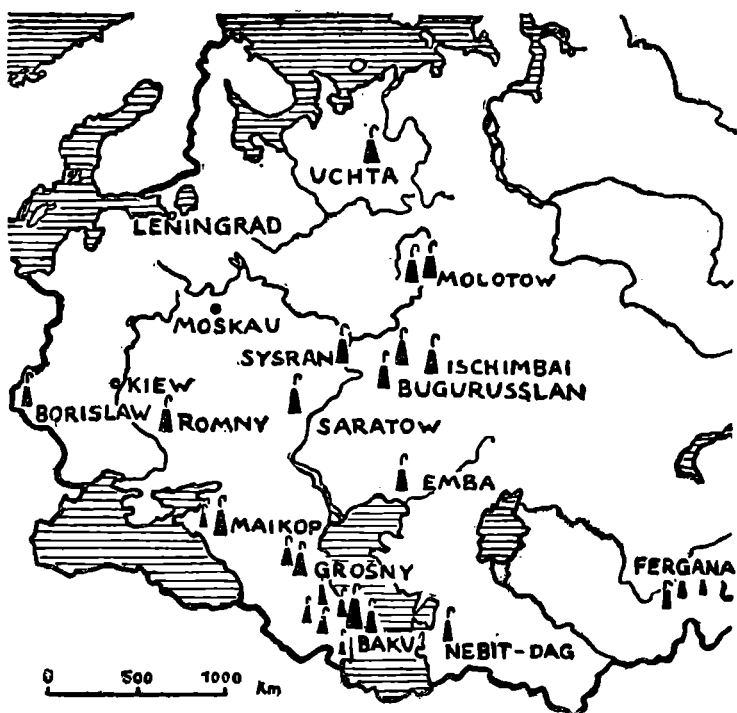 UCHTA
LENINGRAD
MOLOTOW
MOSKAU
SYSRAN
ISCHIMBAI
BUGURUSSLAN
KIEW
BORISLAW
ROMNY
SARATOW
EMBA
MAIKOP
GROŠNY
FERGANA
BAKU
NEBIT-DAG
0 500 1000 km